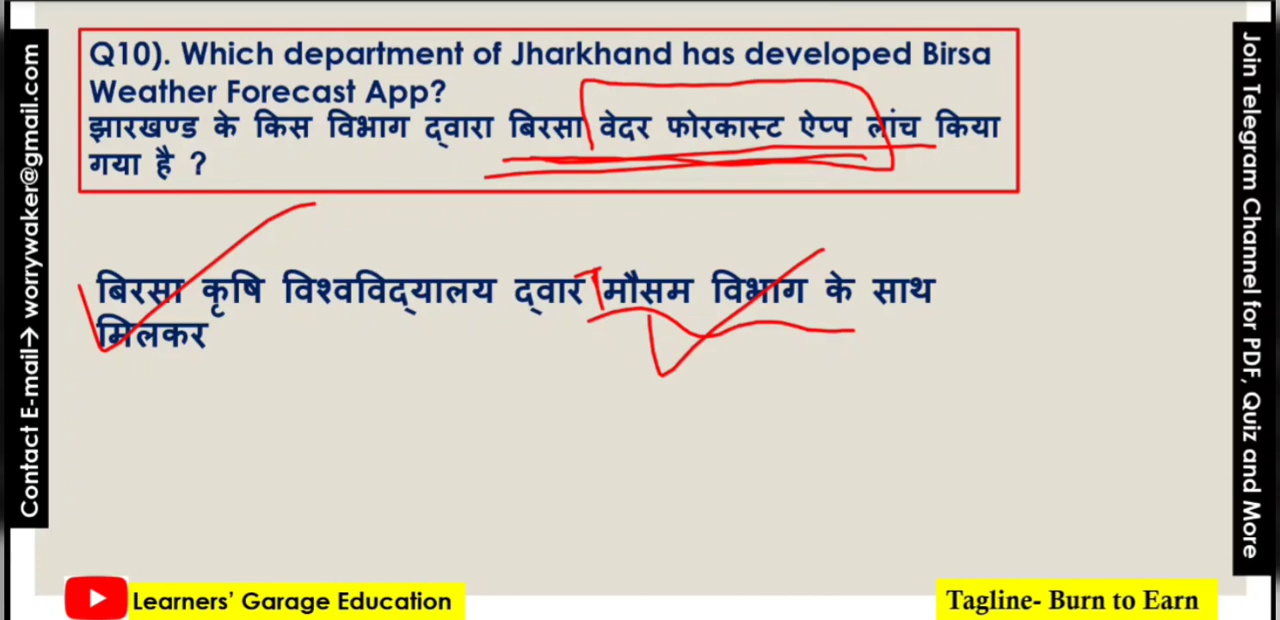 Q10). Which department of Jharkhand has developed Birsa
Weather Forecast App?
झारखण्ड के किस विभाग द्वारा बिरसा वेदर फोरकास्ट ऐप्प लांच किया
गया है ?
बिरसा कृषि विश्वविद्यालय द्वार मौसम विभाग के साथ
मिलकर
Contact E-mail→ worrywaker@gmail.com
Join Telegram Channel for PDF, Quiz and More
Learners’ Garage Education
Tagline- Burn to Earn